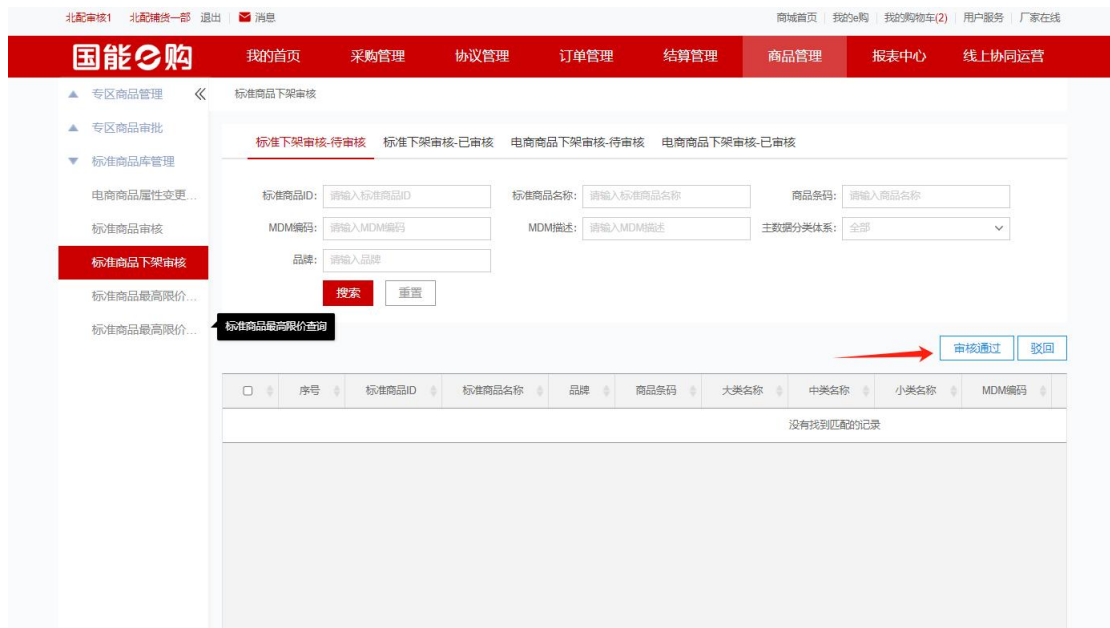 北配审核1 北配铺货一部 退出 消息 商城首页 我的e购 我的购物车(2) 用户服务 厂家在线
国能e购 我的首页 采购管理 协议管理 订单管理 结算管理 商品管理 报表中心 线上协同运营
专区商品管理 标准商品下架审核
专区商品审批
标准下架审核-待审核 标准下架审核-已审核 电商商品下架审核-待审核 电商商品下架审核-已审核
标准商品库管理
电商商品属性变更... 标准商品ID: 请输入标准商品ID 标准商品名称: 请输入标准商品名称 商品条码: 请输入商品名称
标准商品审核 MDM编码: 请输入MDM编码 MDM描述: 请输入MDM描述 主数据分类体系: 全部
标准商品下架审核 品牌: 请输入品牌
标准商品最高限价... 搜索 重置
标准商品最高限价... 标准商品最高限价查询
审核通过 驳回
序号 标准商品ID 标准商品名称 品牌 商品条码 大类名称 中类名称 小类名称 MDM编码
没有找到匹配的记录